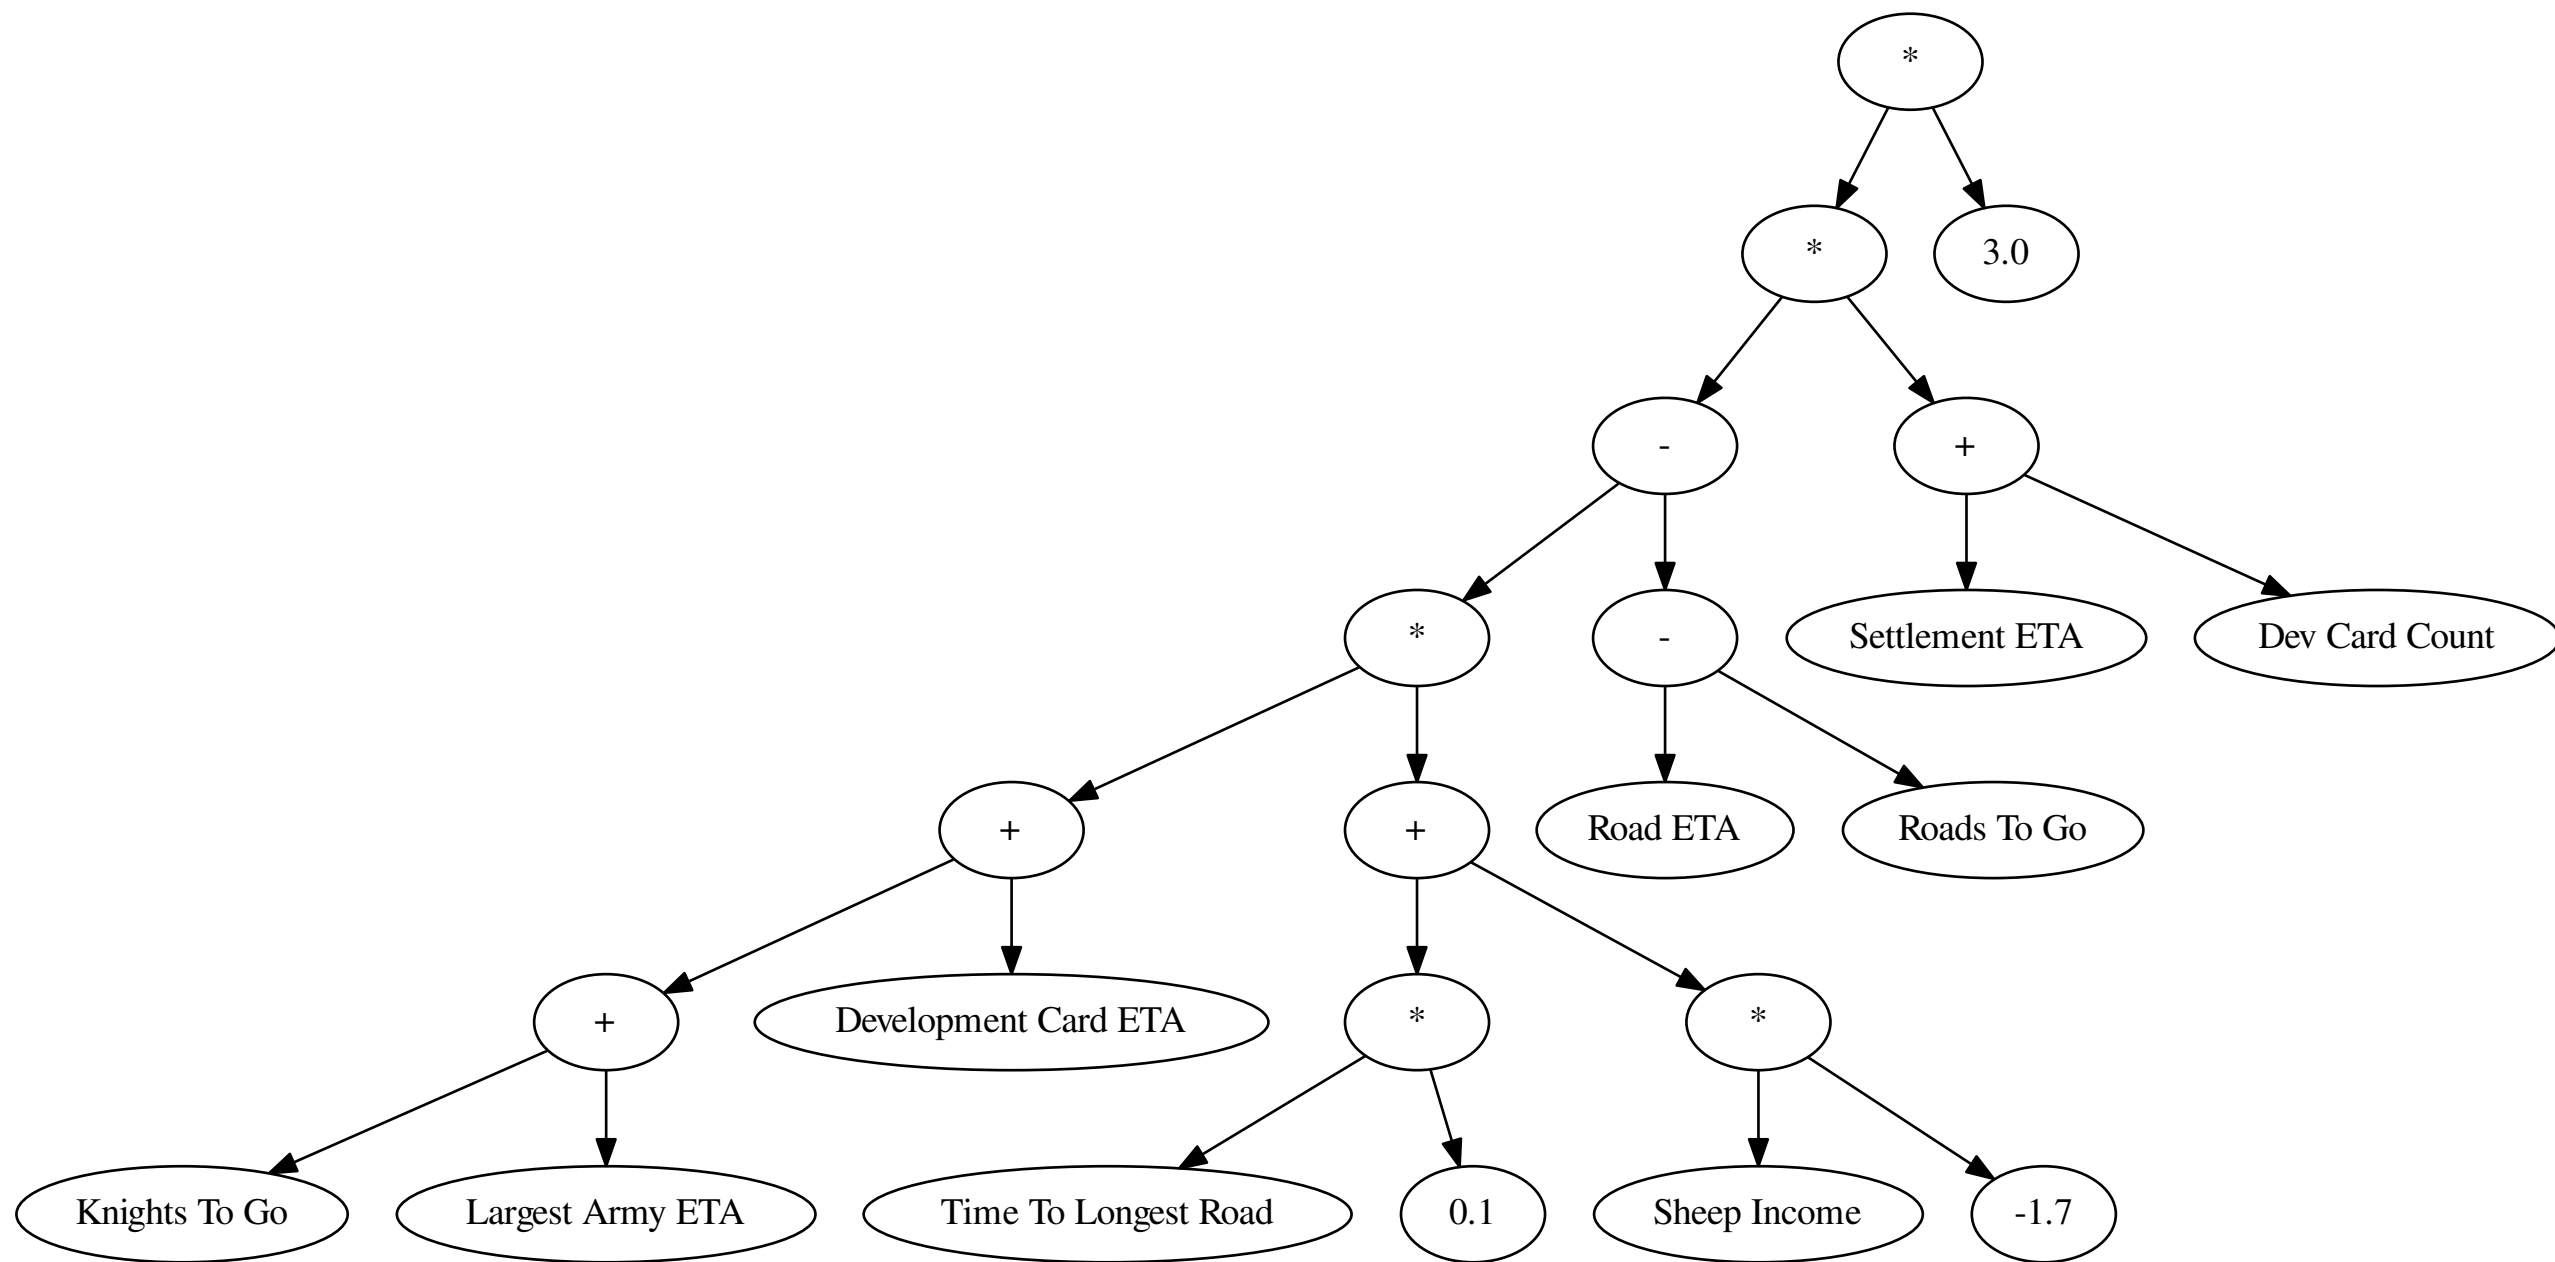 *
*
3.0
-
+
*
-
Settlement ETA
Dev Card Count
+
+
Road ETA
Roads To Go
+
Development Card ETA
*
*
Knights To Go
Largest Army ETA
Time To Longest Road
0.1
Sheep Income
-1.7